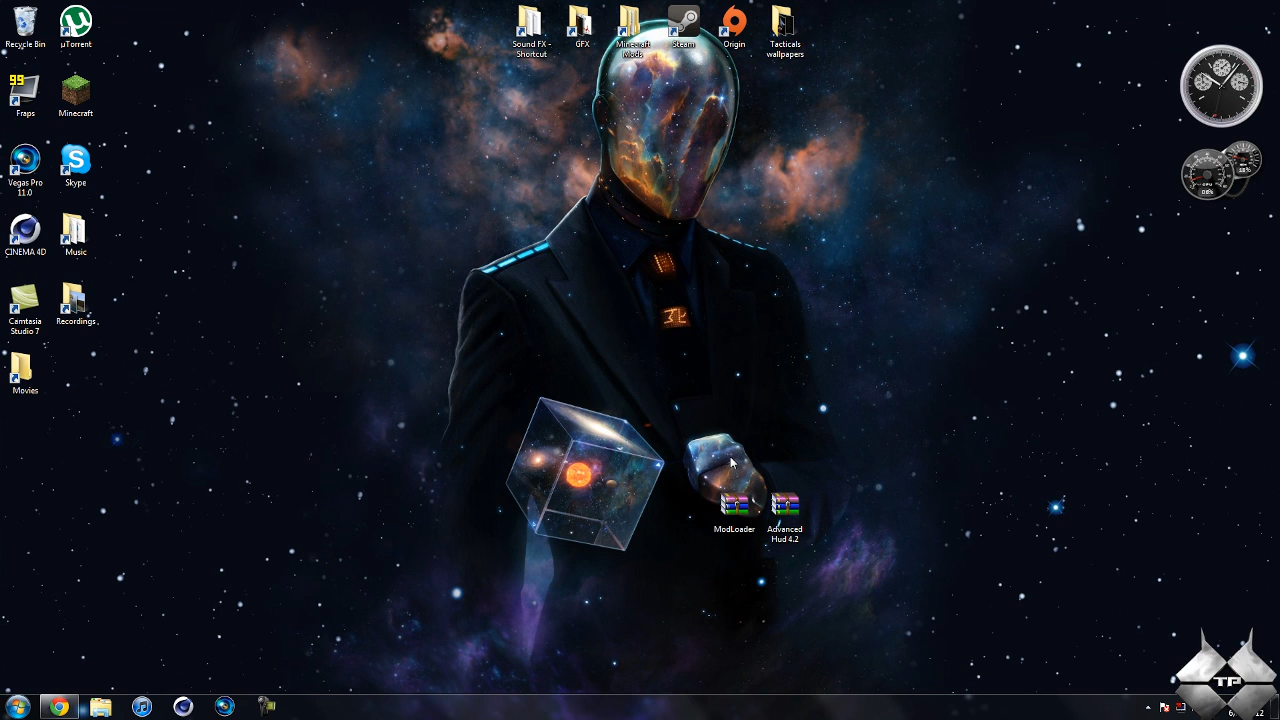 Recycle Bin
µTorrent
99
Fraps
Minecraft
Vegas Pro
11.0
S
Skype
CINEMA 4D
Music
Camtasia
Studio 7
Recordings
Movies
Sound FX -
Shortcut
GFX
Minecraft
Mods
Steam
Origin
Tacticals
wallpapers
ModLoader
Advanced
Hud 4.2
TP